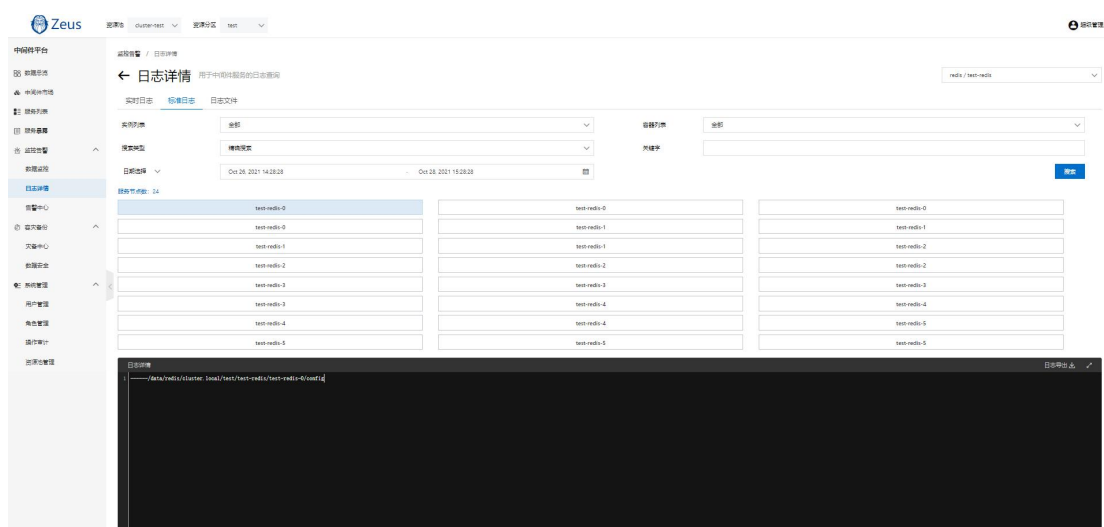 Zeus 资源池 cluster-test 资源分区 test 超级管理
中间件平台
数据总览
中间件市场
服务列表
服务暴露
监控告警
数据监控
日志详情
告警中心
容灾备份
灾备中心
数据安全
系统管理
用户管理
角色管理
操作审计
资源池管理
监控告警 / 日志详情
← 日志详情 用于中间件服务的日志查询 redis / test-redis
实时日志 标准日志 日志文件
实例列表 全部 容器列表 全部
搜索类型 精确搜索 关键字
日期选择 Oct 26, 2021 14:28:28 - Oct 28, 2021 15:28:28 搜索
服务节点数：24
test-redis-0 test-redis-0 test-redis-0
test-redis-0 test-redis-1 test-redis-1
test-redis-1 test-redis-1 test-redis-2
test-redis-2 test-redis-2 test-redis-2
test-redis-3 test-redis-3 test-redis-3
test-redis-3 test-redis-4 test-redis-4
test-redis-4 test-redis-4 test-redis-5
test-redis-5 test-redis-5 test-redis-5
日志详情 日志导出
1 ------/data/redis/cluster.local/test/test-redis/test-redis-0/config